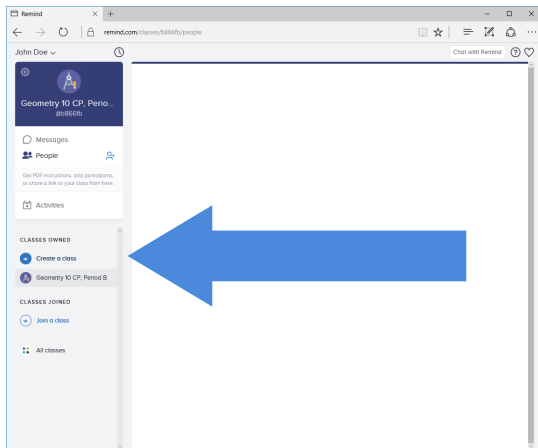 Remind
remind.com/classes/b866fb/people
John Doe
Chat with Remind
?
Geometry 10 CP, Perio...
@b866fb
Messages
People
Get PDF instructions, add participants,
or share a link to your class from here.
Activities
CLASSES OWNED
Create a class
Geometry 10 CP, Period B
CLASSES JOINED
Join a class
All classes